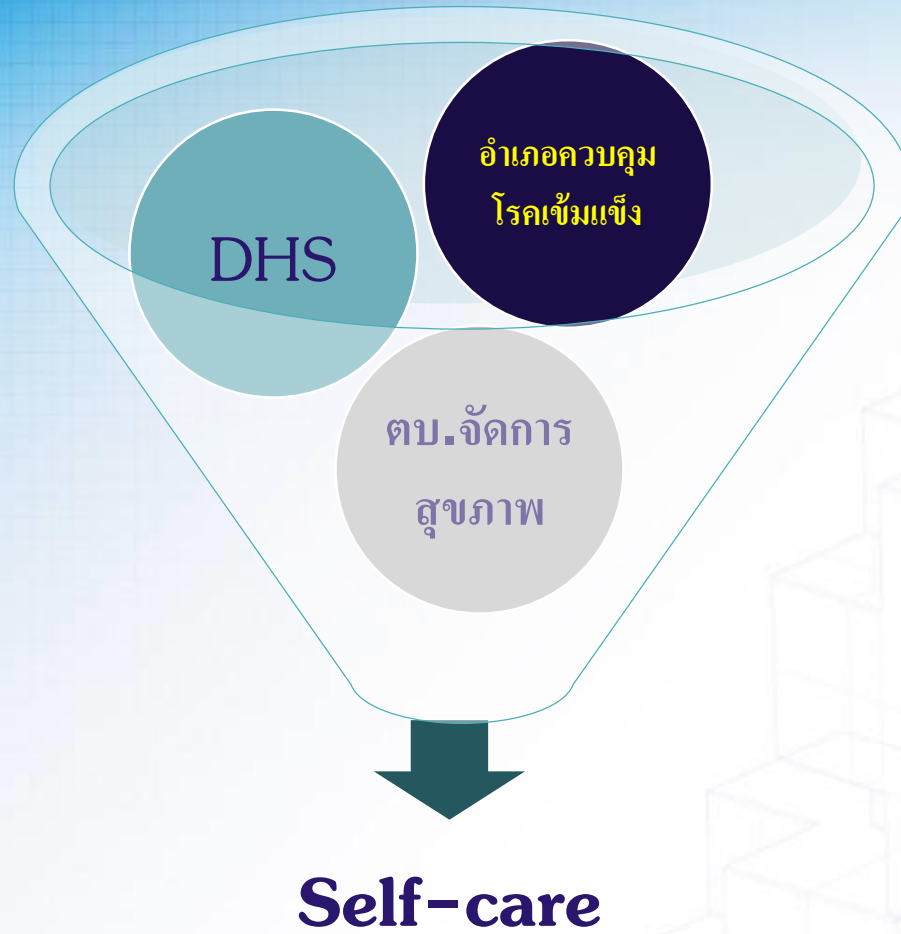 อำเภอควบคุม
โรคเข้มแข็ง
DHS
ตบ.จัดการ
สุขภาพ
Self-care